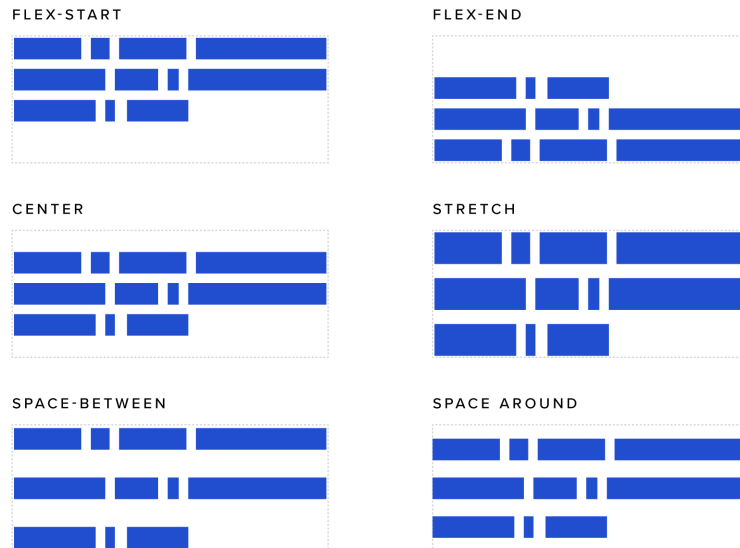 FLEX-START
FLEX-END
CENTER
STRETCH
SPACE-BETWEEN
SPACE AROUND